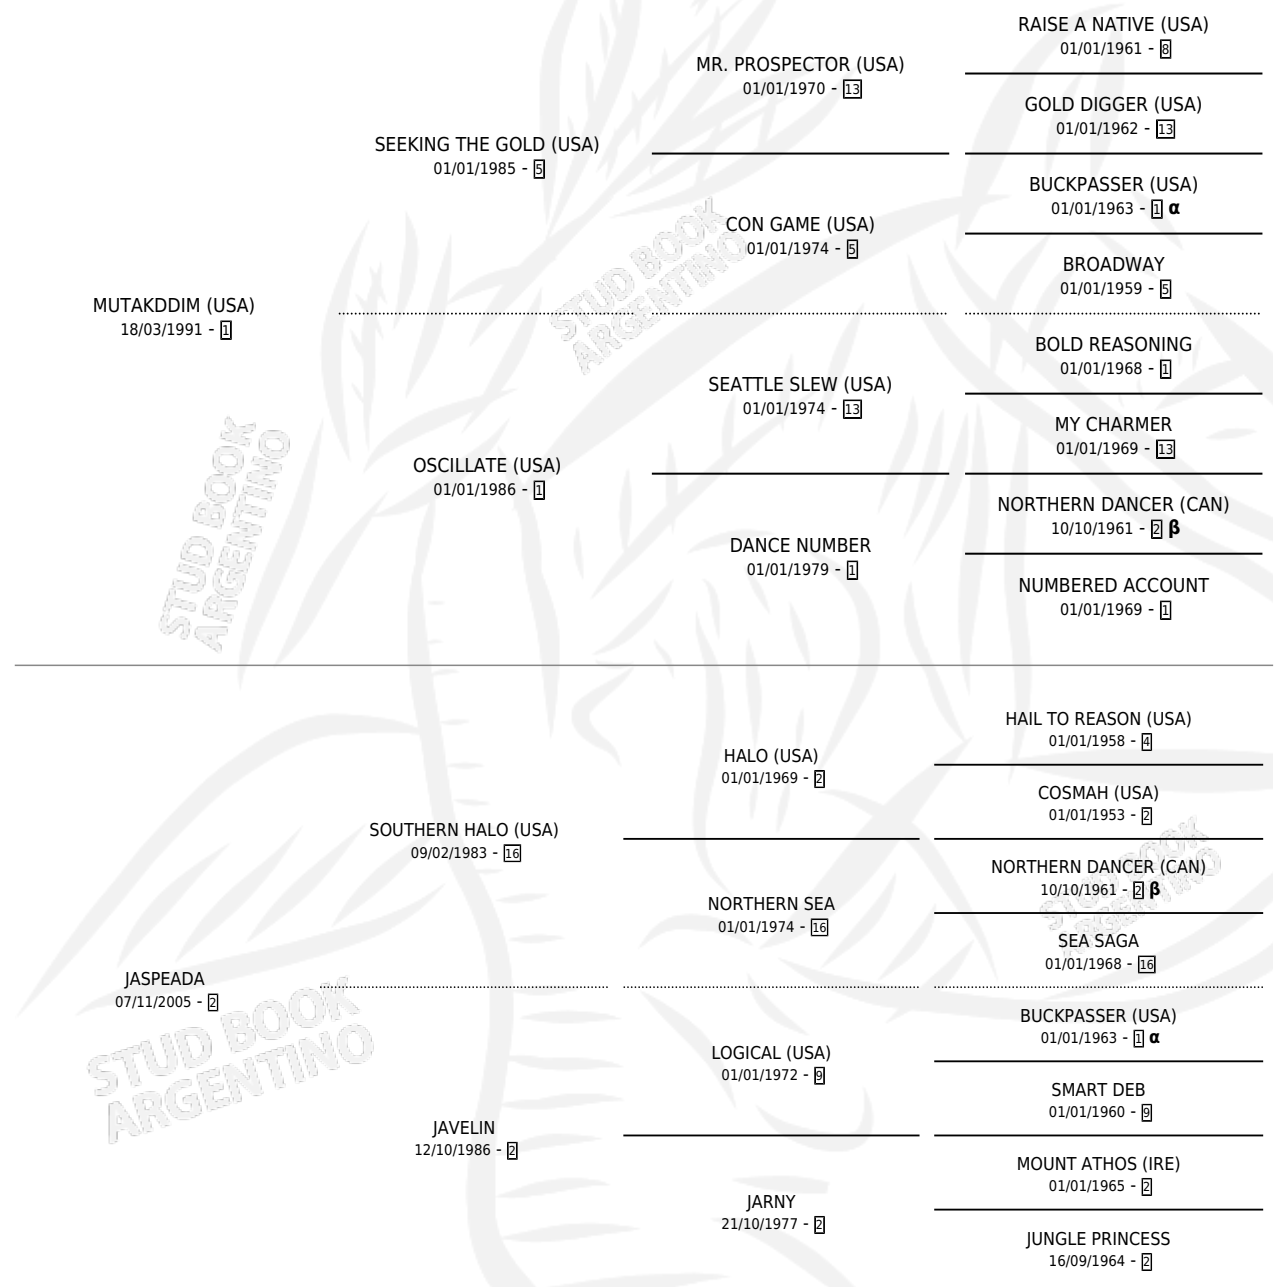 RAISE A NATIVE (USA)
01/01/1961 - 8
MR. PROSPECTOR (USA)
01/01/1970 - 13
GOLD DIGGER (USA)
01/01/1962 - 13
SEEKING THE GOLD (USA)
01/01/1985 - 5
BUCKPASSER (USA)
01/01/1963 - 1 α
CON GAME (USA)
01/01/1974 - 5
BROADWAY
01/01/1959 - 5
MUTAKDDIM (USA)
18/03/1991 - 1
BOLD REASONING
01/01/1968 - 1
SEATTLE SLEW (USA)
01/01/1974 - 13
MY CHARMER
01/01/1969 - 13
OSCILLATE (USA)
01/01/1986 - 1
NORTHERN DANCER (CAN)
10/10/1961 - 2 β
DANCE NUMBER
01/01/1979 - 1
NUMBERED ACCOUNT
01/01/1969 - 1
HAIL TO REASON (USA)
01/01/1958 - 4
HALO (USA)
01/01/1969 - 2
COSMAH (USA)
01/01/1953 - 2
SOUTHERN HALO (USA)
09/02/1983 - 16
NORTHERN DANCER (CAN)
10/10/1961 - 2 β
NORTHERN SEA
01/01/1974 - 16
SEA SAGA
01/01/1968 - 16
JASPEADA
07/11/2005 - 2
BUCKPASSER (USA)
01/01/1963 - 1 α
LOGICAL (USA)
01/01/1972 - 9
SMART DEB
01/01/1960 - 9
JAVELIN
12/10/1986 - 2
MOUNT ATHOS (IRE)
01/01/1965 - 2
JARNY
21/10/1977 - 2
JUNGLE PRINCESS
16/09/1964 - 2
STUD BOOK
ARGENTINO
STUD BOOK
ARGENTINO
STUD BOOK
ARGENTINO
STUD BOOK
ARGENTINO